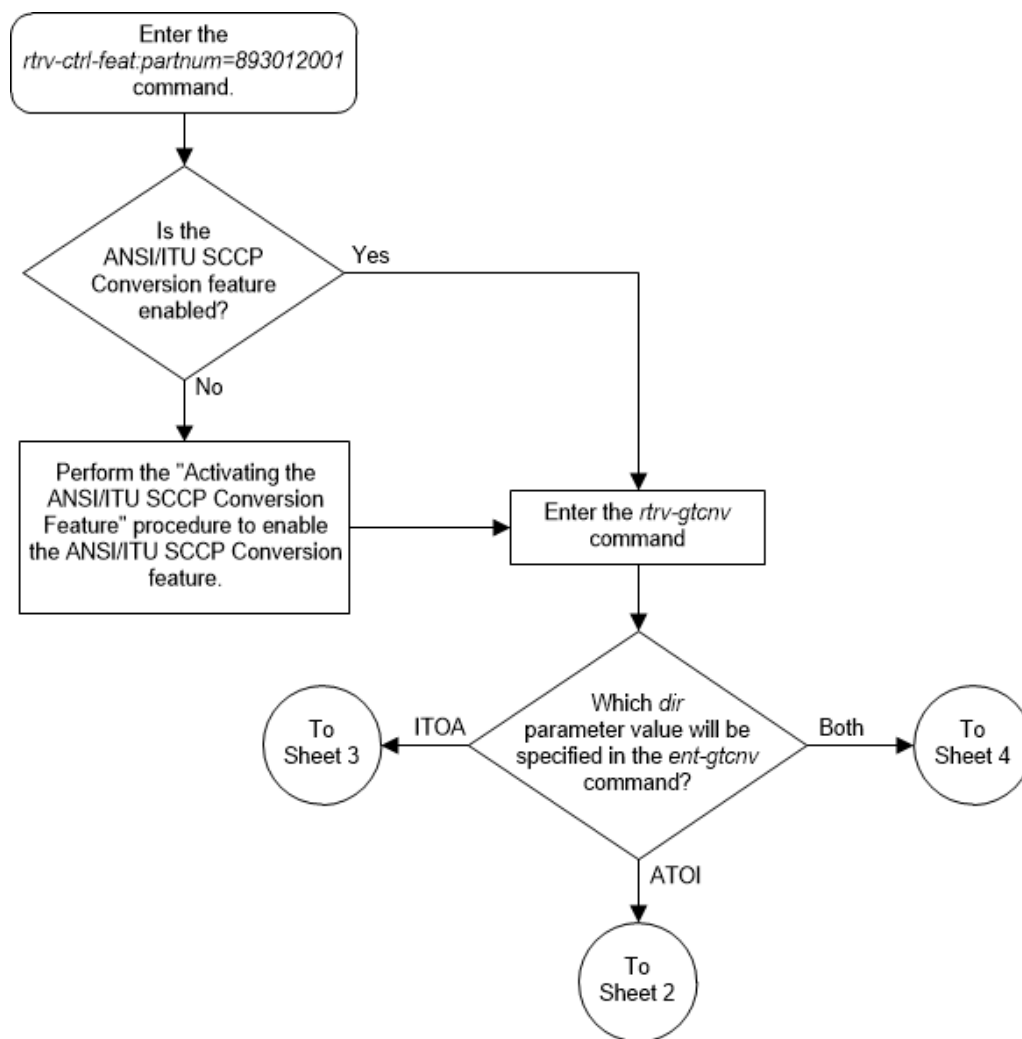 Enter the
rtrv-ctrl-feat:partnum=893012001
command.
Is the
ANSI/ITU SCCP
Conversion feature
enabled?
Yes
No
Perform the "Activating the
ANSI/ITU SCCP Conversion
Feature" procedure to enable
the ANSI/ITU SCCP Conversion
feature.
Enter the rtrv-gtcnv
command
Which dir
parameter value will be
specified in the ent-gtcnv
command?
ITOA
To
Sheet 3
Both
To
Sheet 4
ATOI
To
Sheet 2